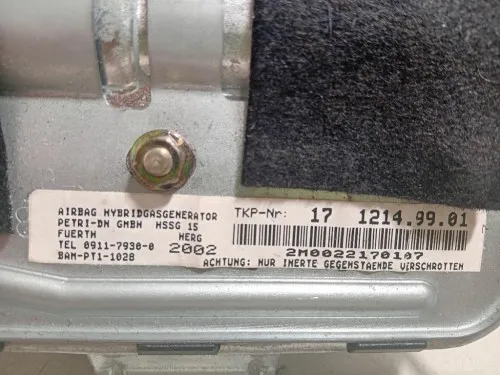 AIRBAG HYBRIDGASGENERATOR
PETRI-DN GMBH HSSG 15
FUERTH HERG
TEL 0911-7930-0 2002
BAM-PT1-1028
TKP-Nr: 17 1214.99.01
2M0022170107
ACHTUNG: NUR INERTE GEGENSTAENDE VERSCHROTTEN